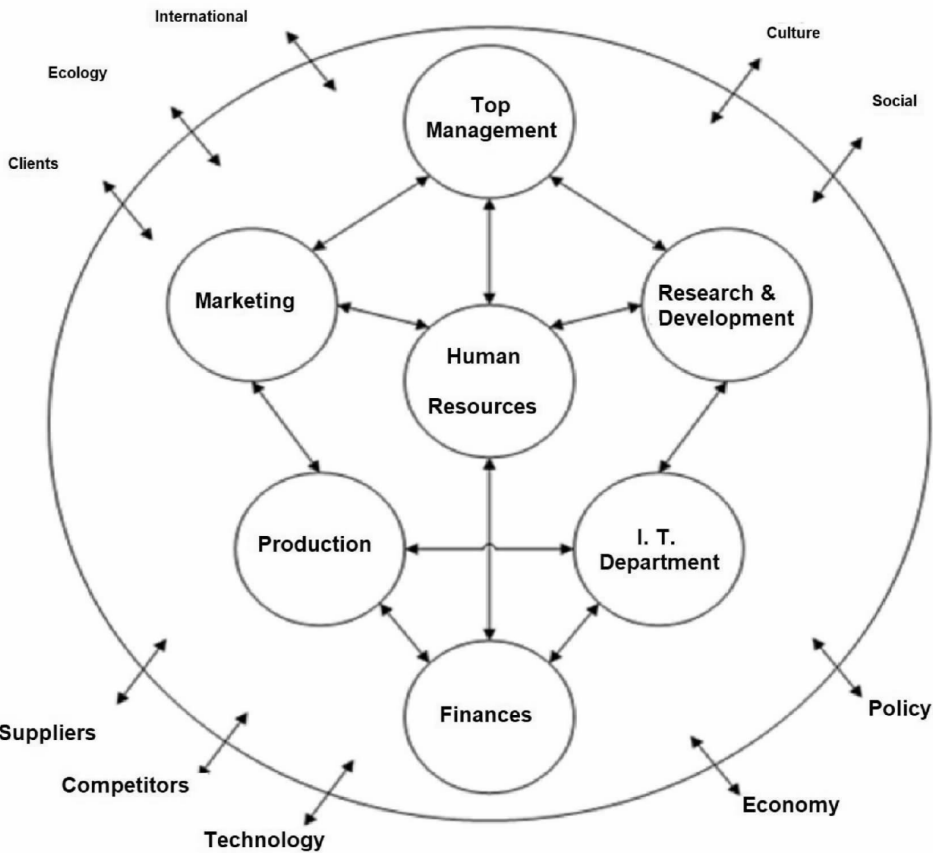 International
Culture
Ecology
Social
Clients
Top
Management
Marketing
Research &
Development
Human
Resources
Production
I. T.
Department
Finances
Suppliers
Policy
Competitors
Economy
Technology